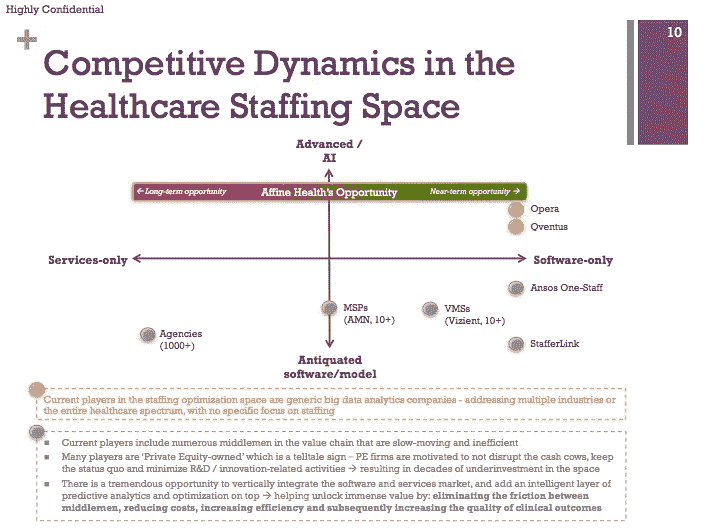 Highly Confidential
10
Competitive Dynamics in the
Healthcare Staffing Space
Advanced /
AI
← Long-term opportunity Affine Health's Opportunity Near-term opportunity →
Opera
Qventus
Services-only
Software-only
Ansos One-Staff
MSPs
(AMN, 10+)
VMSs
(Vizient, 10+)
Agencies
(1000+)
StafferLink
Antiquated
software/model
Current players in the staffing optimization space are generic big data analytics companies - addressing multiple industries or
the entire healthcare spectrum, with no specific focus on staffing
■ Current players include numerous middlemen in the value chain that are slow-moving and inefficient
■ Many players are 'Private Equity-owned' which is a telltale sign – PE firms are motivated to not disrupt the cash cows, keep
the status quo and minimize R&D / innovation-related activities → resulting in decades of underinvestment in the space
■ There is a tremendous opportunity to vertically integrate the software and services market, and add an intelligent layer of
predictive analytics and optimization on top → helping unlock immense value by: eliminating the friction between
middlemen, reducing costs, increasing efficiency and subsequently increasing the quality of clinical outcomes